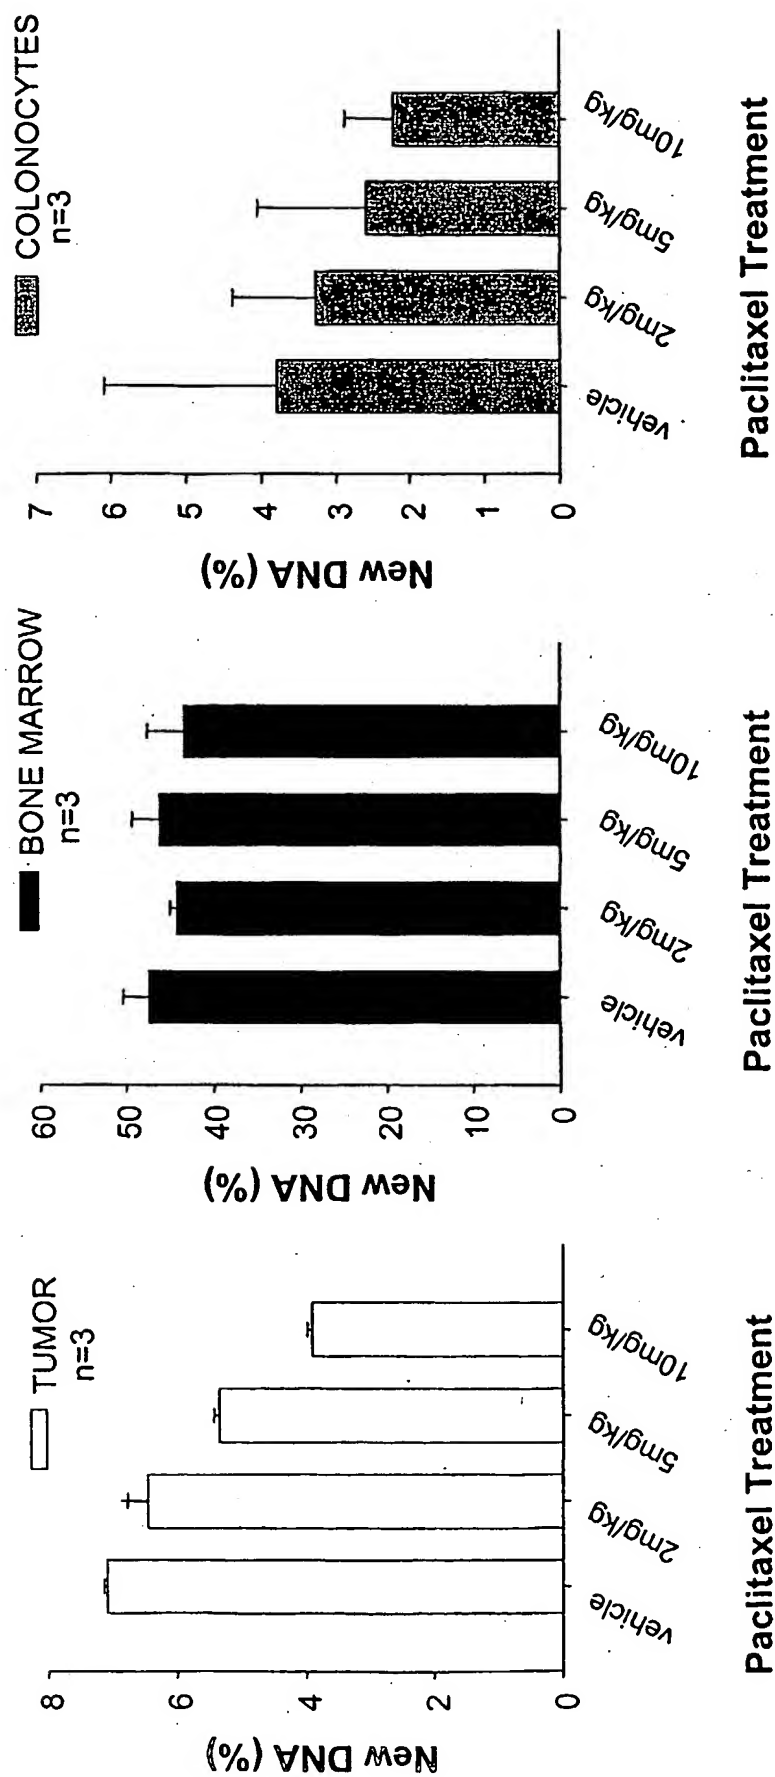 TUMOR
n=3
New DNA (%)
8
6
4
2
0
vehicle
2mg/kg
5mg/kg
10mg/kg
Paclitaxel Treatment
BONE MARROW
n=3
New DNA (%)
60
50
40
30
20
10
0
vehicle
2mg/kg
5mg/kg
10mg/kg
Paclitaxel Treatment
COLONOCYTES
n=3
New DNA (%)
7
6
5
4
3
2
1
0
vehicle
2mg/kg
5mg/kg
10mg/kg
Paclitaxel Treatment